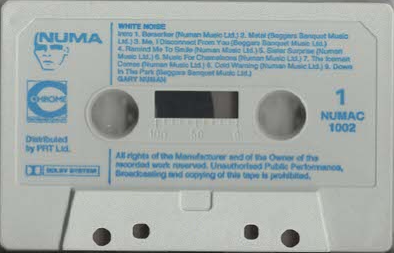 NUMA
WHITE NOISE
Intro 1. Berserker (Numan Music Ltd.) 2. Metal (Beggars Banquet Music
Ltd.) 3. Me, I Disconnect From You (Beggars Banquet Music Ltd.)
4. Remind Me To Smile (Numan Music Ltd.) 5. Sister Surprise (Numan
Music Ltd.) 6. Music For Chameleons (Numan Music Ltd.) 7. The Iceman
Comes (Numan Music Ltd.) 8. Cold Warning (Numan Music Ltd.) 9. Down
In The Park (Beggars Banquet Music Ltd.)
GARY NUMAN
CHROME
1
NUMAC
1002
100 50 0
Distributed
by PRT Ltd.
DOLBY SYSTEM
All rights of the Manufacturer and of the Owner of the
recorded work reserved. Unauthorised Public Performance,
Broadcasting and copying of this tape is prohibited.